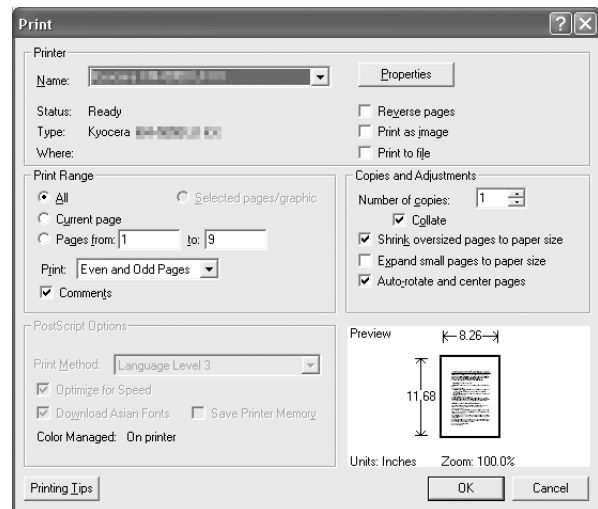 Print
Printer
Name:
Properties
Status: Ready
Type: Kyocera
Where:
Reverse pages
Print as image
Print to file
Print Range
All
Selected pages/graphic
Current page
Pages from: 1 to: 9
Print: Even and Odd Pages
Comments
Copies and Adjustments
Number of copies: 1
Collate
Shrink oversized pages to paper size
Expand small pages to paper size
Auto-rotate and center pages
PostScript Options
Print Method: Language Level 3
Optimize for Speed
Download Asian Fonts
Save Printer Memory
Color Managed: On printer
Preview
8.26
11.68
Units: Inches Zoom: 100.0%
Printing Tips
OK
Cancel